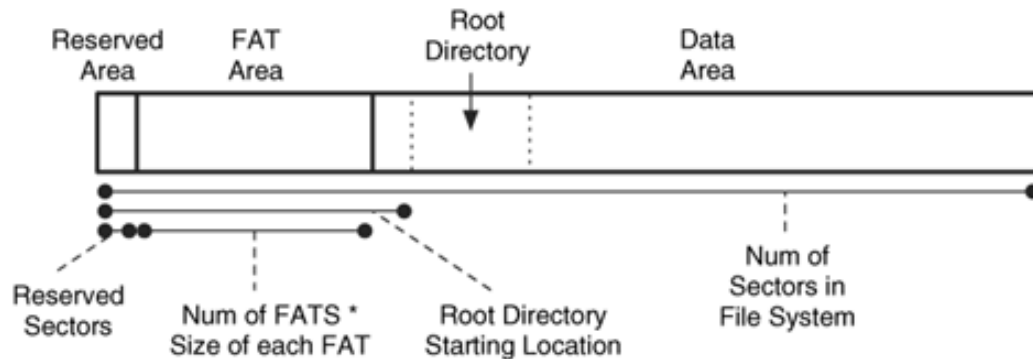 Reserved
Area
FAT
Area
Root
Directory
Data
Area
Reserved
Sectors
Num of FATS *
Size of each FAT
Root Directory
Starting Location
Num of
Sectors in
File System